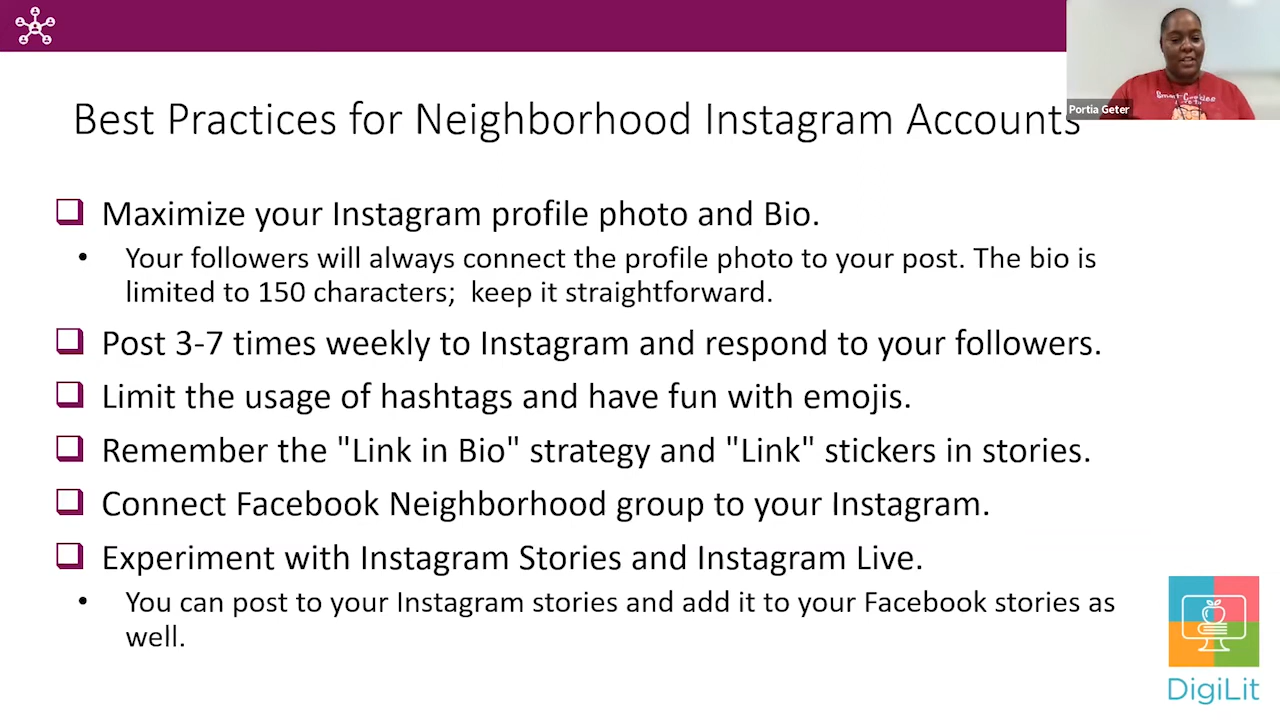 Best Practices for Neighborhood Instagram Accounts
Portia Geter
Maximize your Instagram profile photo and Bio.
• Your followers will always connect the profile photo to your post. The bio is
limited to 150 characters;  keep it straightforward.
Post 3-7 times weekly to Instagram and respond to your followers.
Limit the usage of hashtags and have fun with emojis.
Remember the "Link in Bio" strategy and "Link" stickers in stories.
Connect Facebook Neighborhood group to your Instagram.
Experiment with Instagram Stories and Instagram Live.
• You can post to your Instagram stories and add it to your Facebook stories as
well.
DigiLit